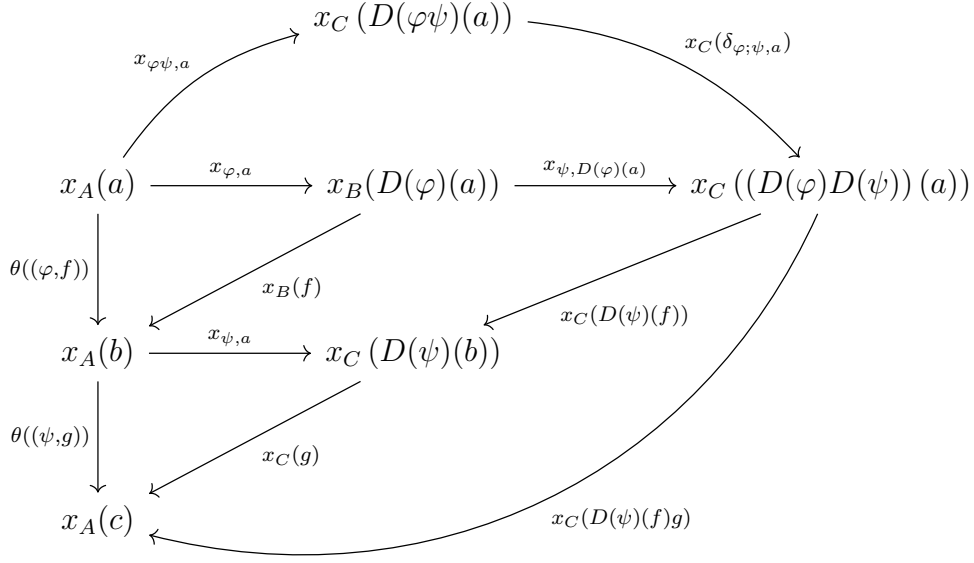 x_C (D(φψ)(a))
x_{φψ,a}
x_C(δ_{φ;ψ,a})
x_{φ,a}
x_{ψ,D(φ)(a)}
x_A(a)
x_B(D(φ)(a))
x_C ((D(φ)D(ψ)) (a))
θ((φ,f))
x_B(f)
x_C(D(ψ)(f))
x_{ψ,a}
x_A(b)
x_C (D(ψ)(b))
θ((ψ,g))
x_C(g)
x_C(D(ψ)(f)g)
x_A(c)